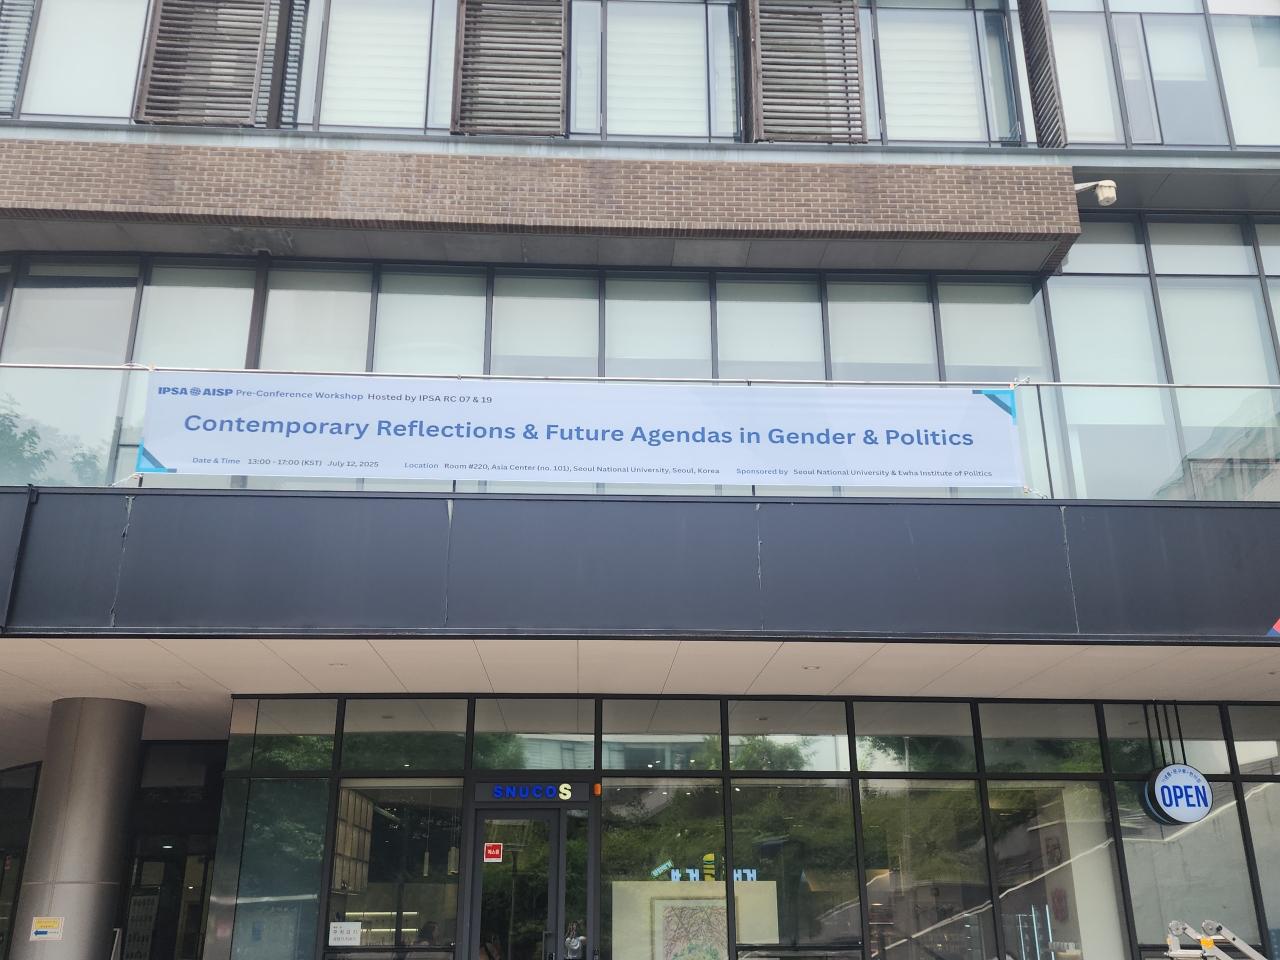 IPSA AISP Pre-Conference Workshop Hosted by IPSA RC 07 & 19
Contemporary Reflections & Future Agendas in Gender & Politics
Date & Time 13:00 - 17:00 (KST) July 12, 2025 Location Room #220, Asia Center (no. 101), Seoul National University, Seoul, Korea Sponsored by Seoul National University & Ewha Institute of Politics
SNUCOS
OPEN